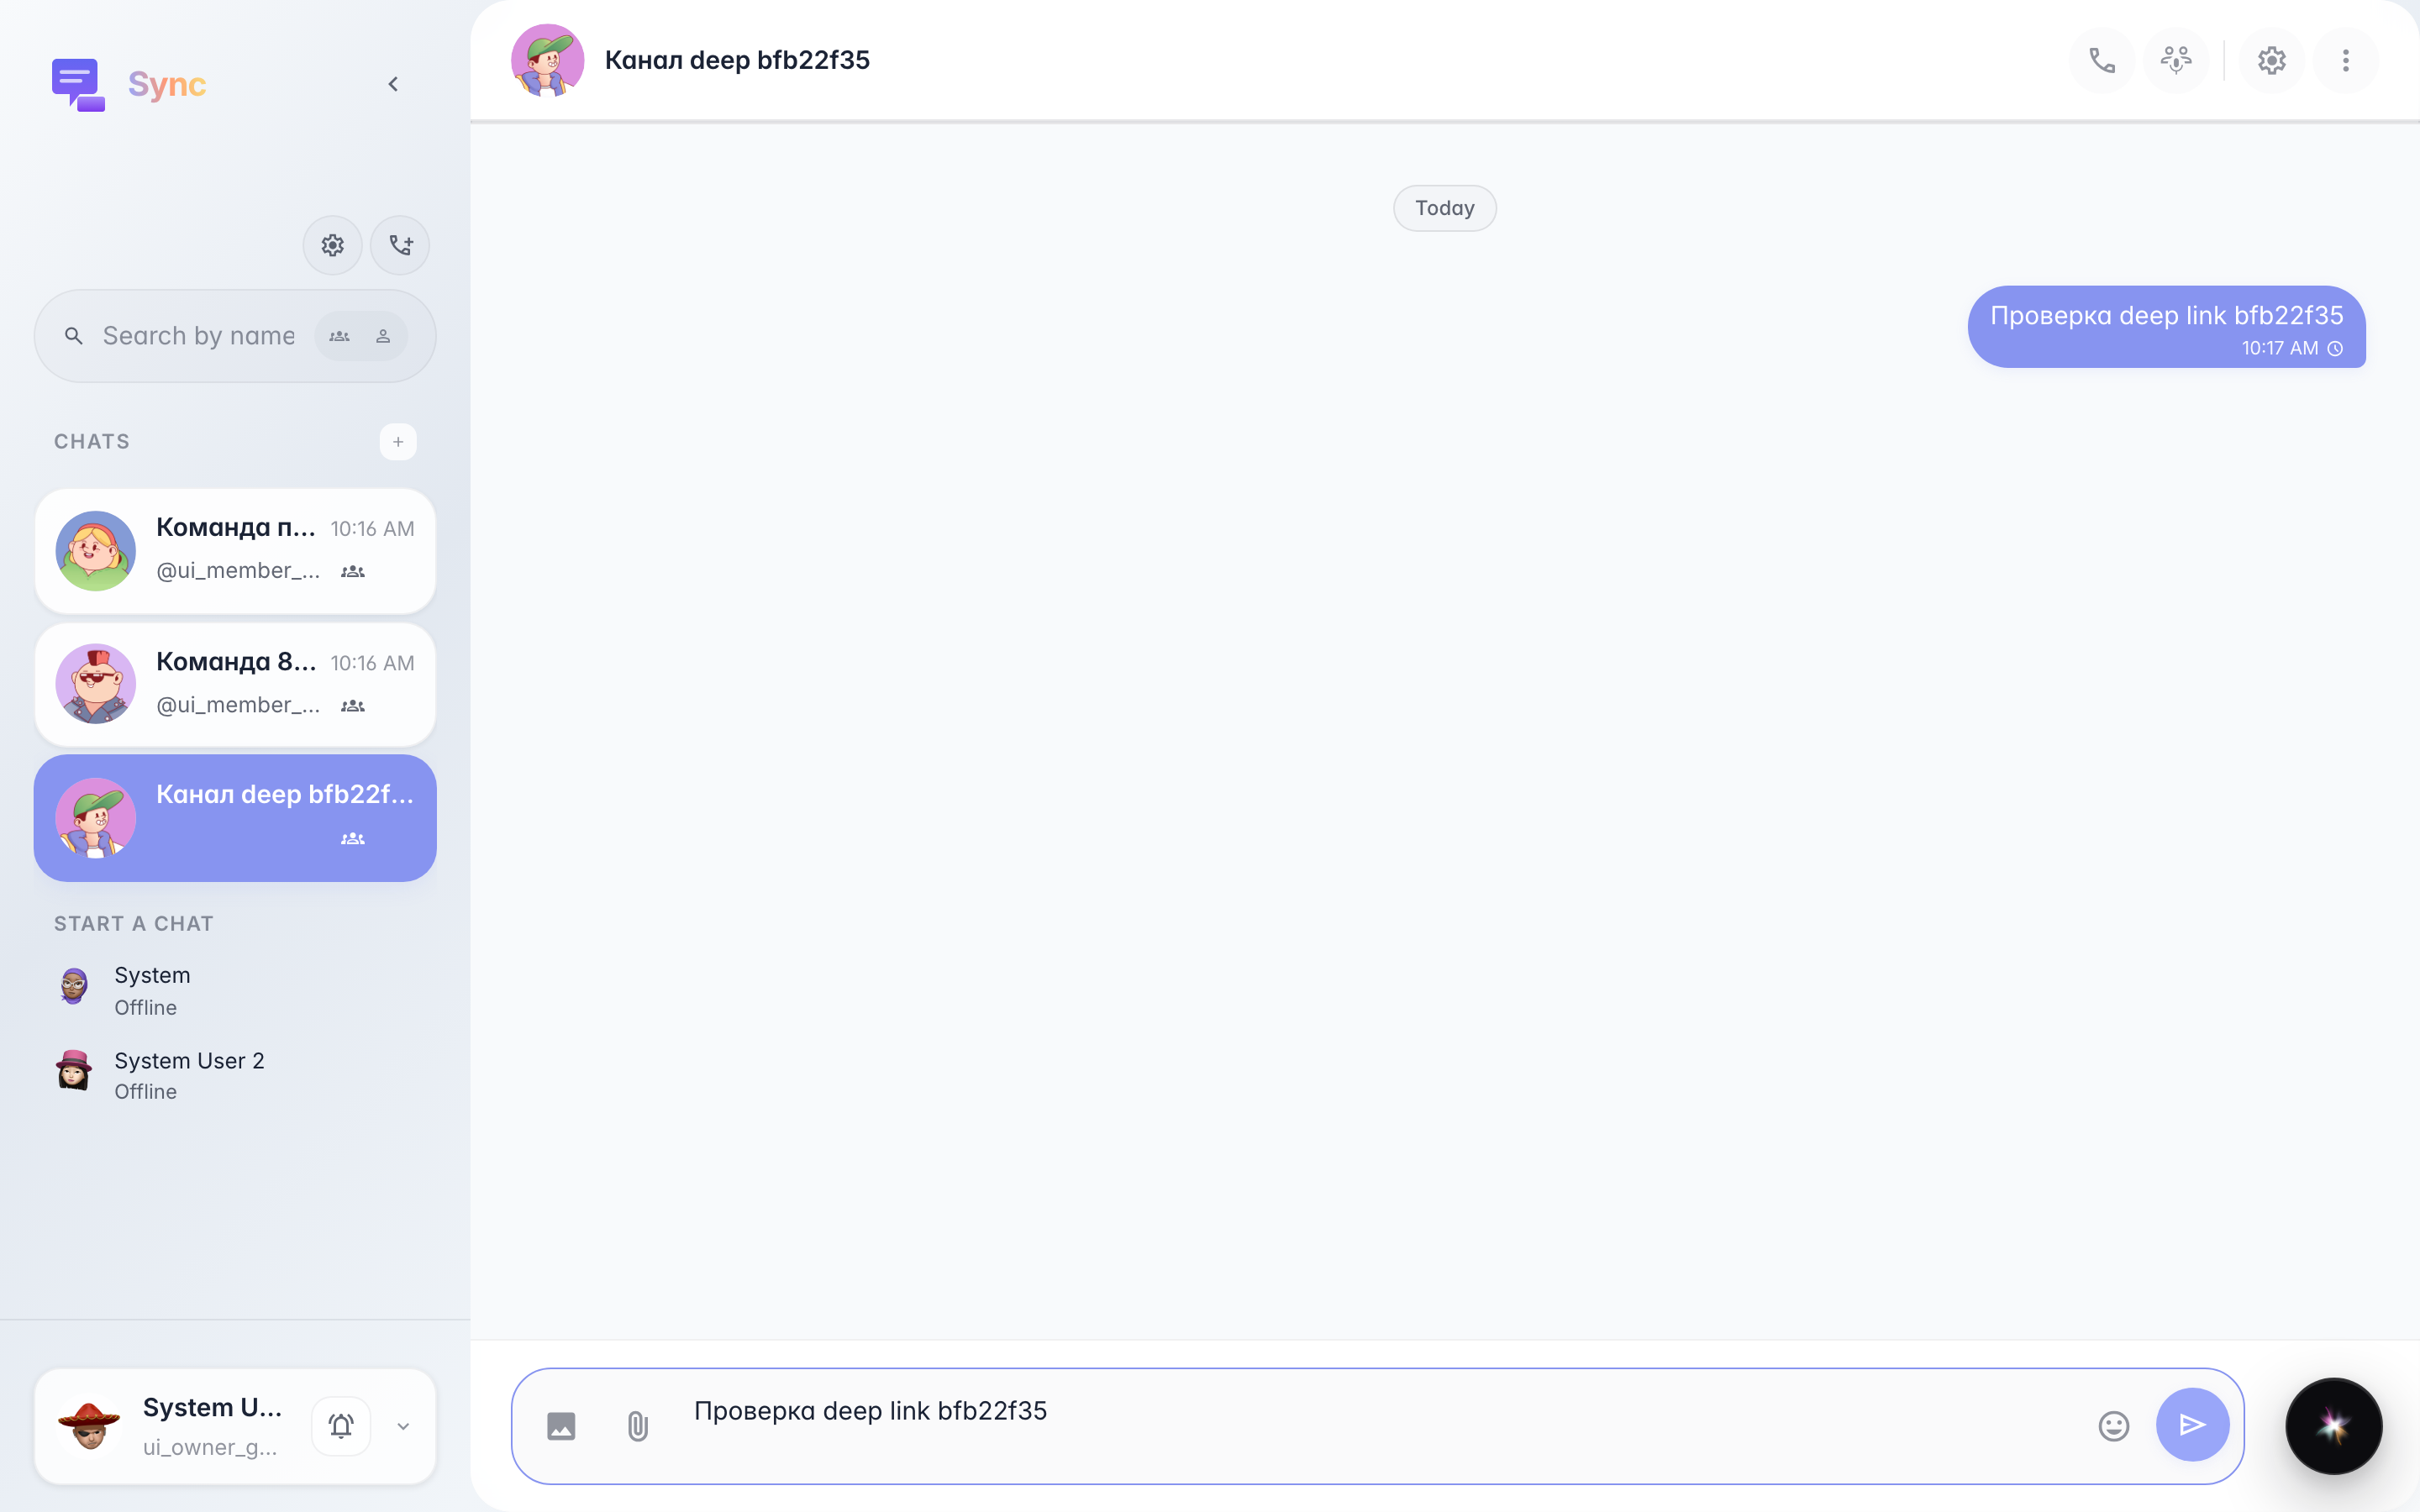 Sync
Search by name
CHATS
Команда п... 10:16 AM
@ui_member_...
Команда 8... 10:16 AM
@ui_member_...
Канал deep bfb22f...
START A CHAT
System
Offline
System User 2
Offline
System U...
ui_owner_g...
Канал deep bfb22f35
Today
Проверка deep link bfb22f35
10:17 AM
Проверка deep link bfb22f35